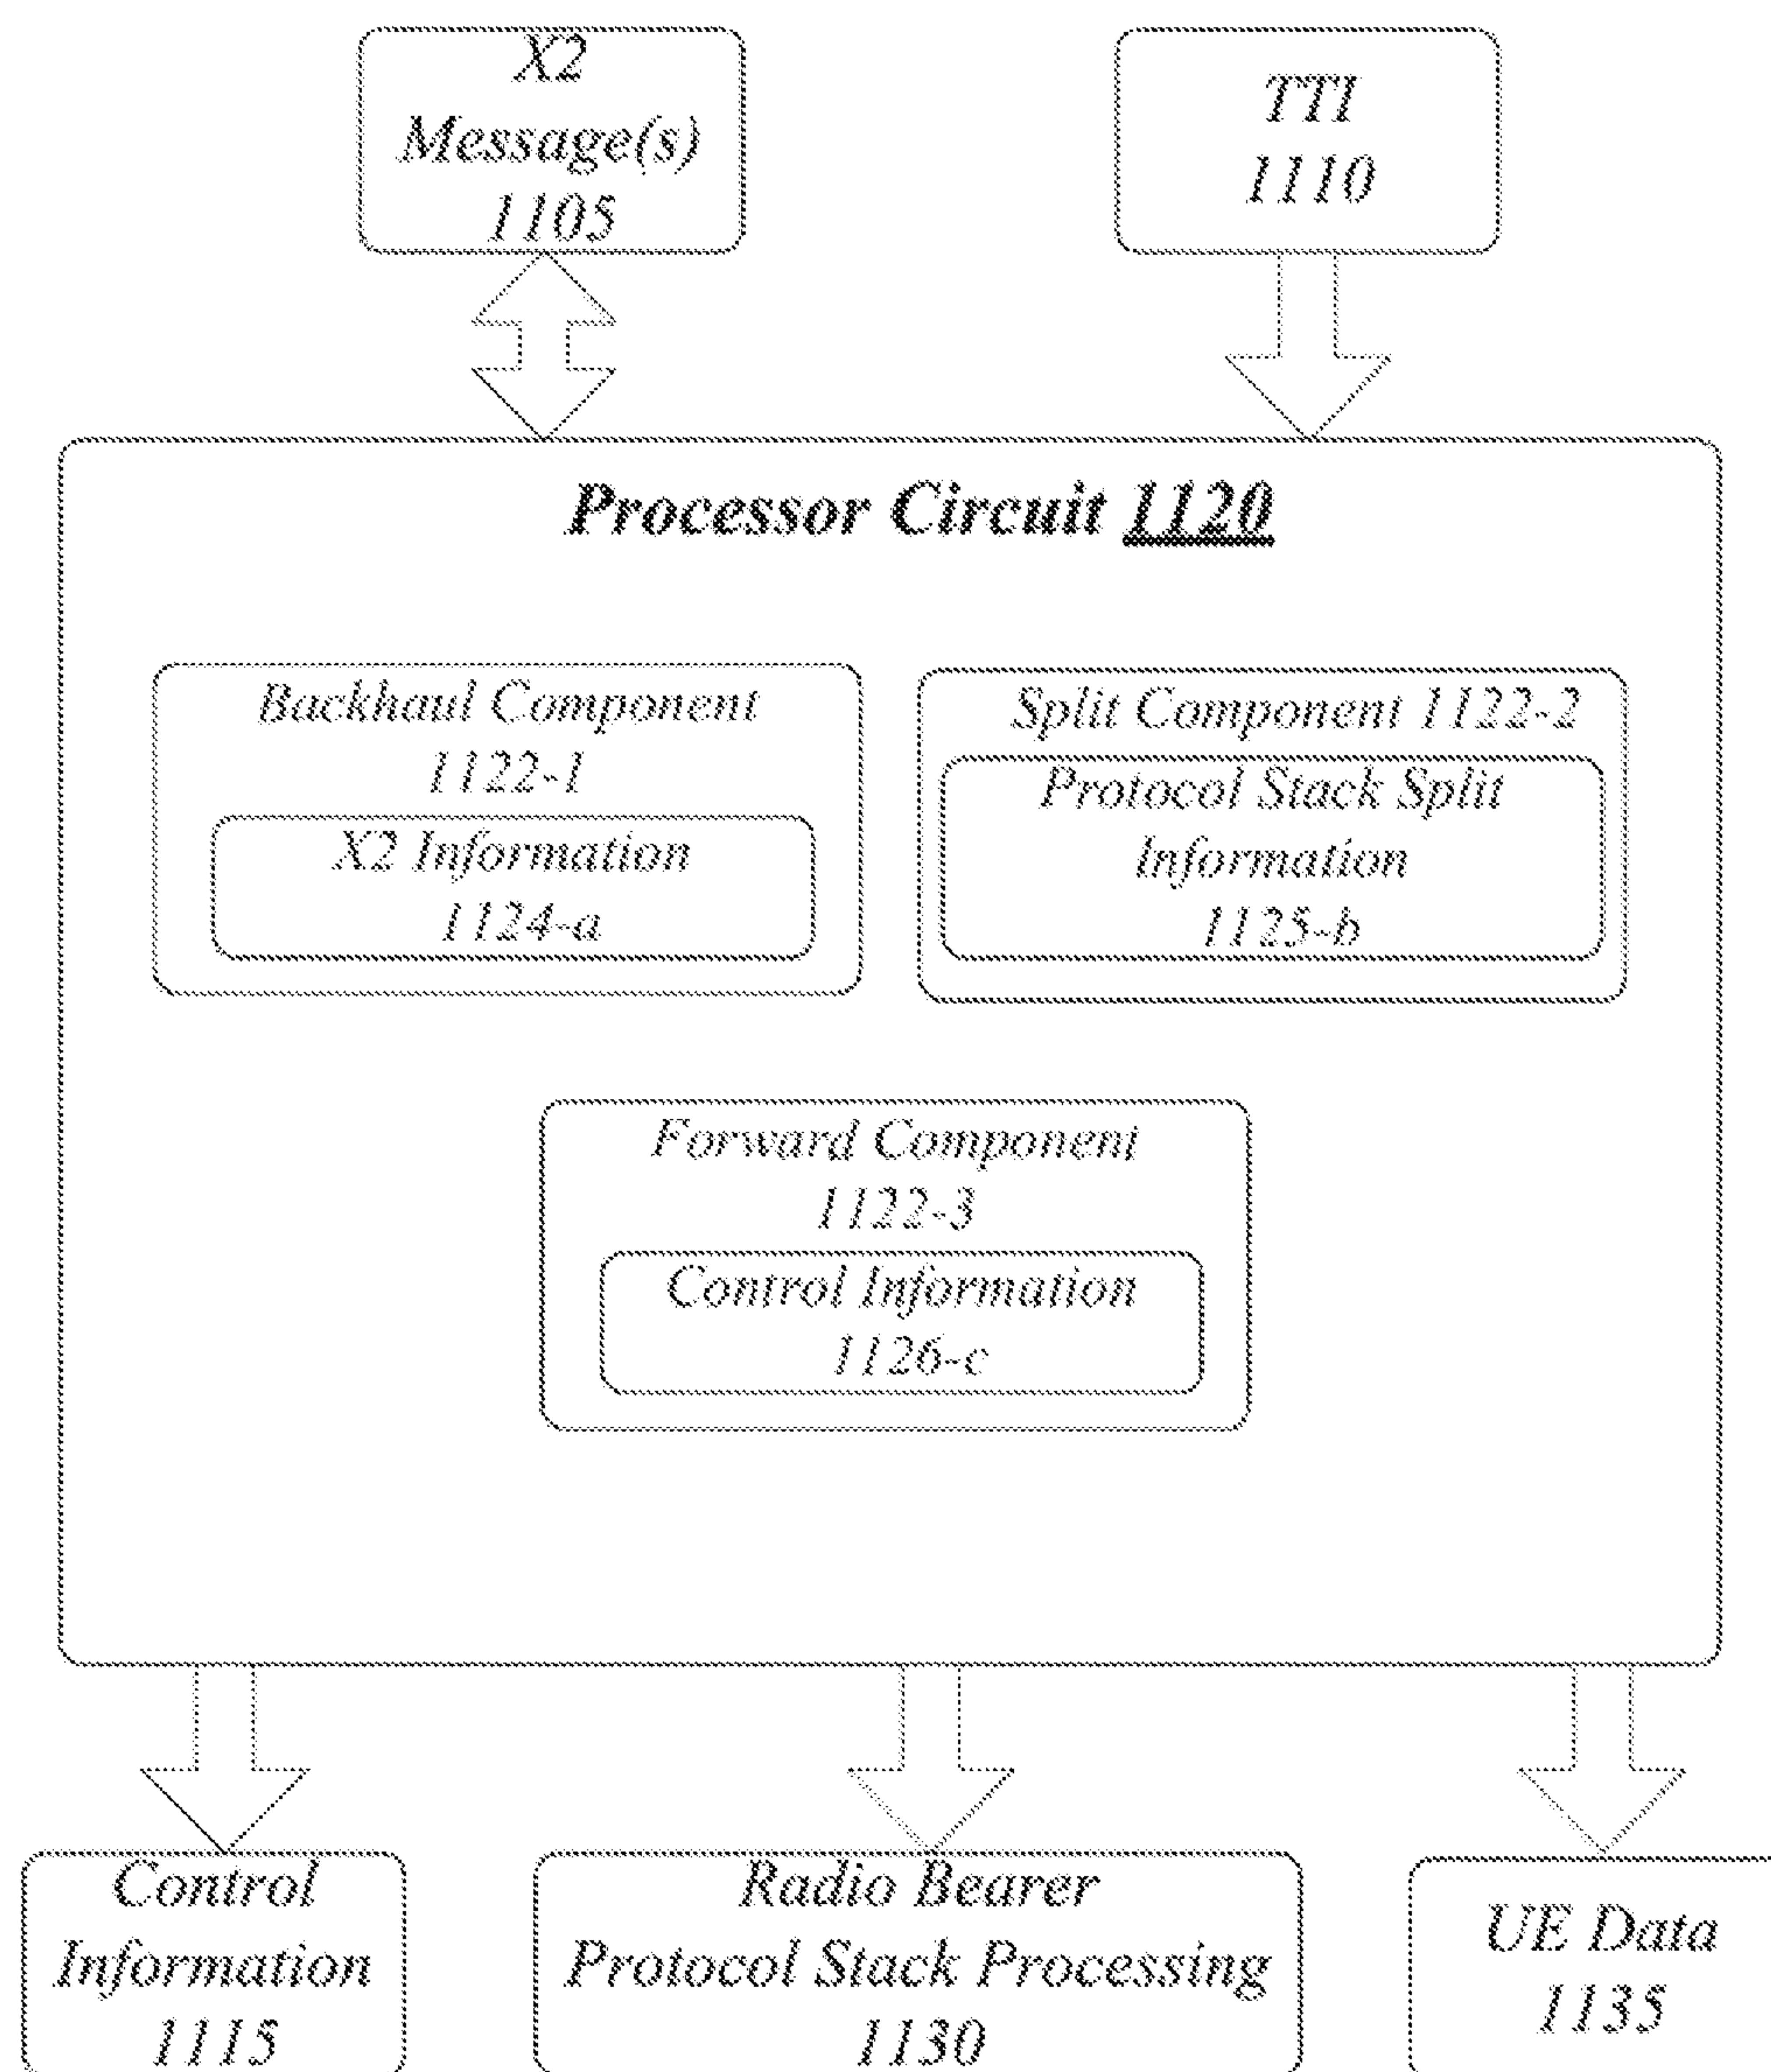 X2
Message(s)
1105
TTI
1110
Processor Circuit 1120
Backhaul Component
1122-1
X2 Information
1124-a
Split Component 1122-2
Protocol Stack Split
Information
1125-b
Forward Component
1122-3
Control Information
1126-c
Control
Information
1115
Radio Bearer
Protocol Stack Processing
1130
UE Data
1135